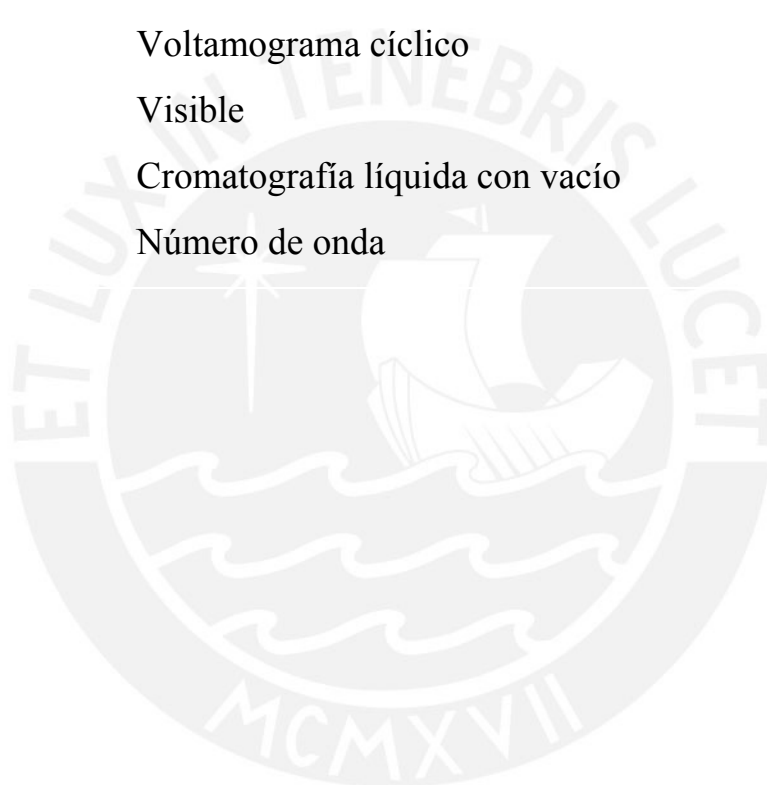 Voltamograma cíclico
Visible
Cromatografía líquida con vacío
Número de onda
ET LUX IN TENEBRIS LUCET
MCMXVII